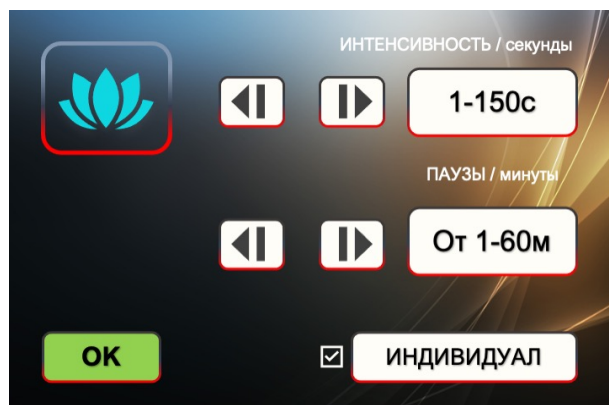 ИНТЕНСИВНОСТЬ / секунды
1-150с
ПАУЗЫ / минуты
От 1-60м
OK
ИНДИВИДУАЛ